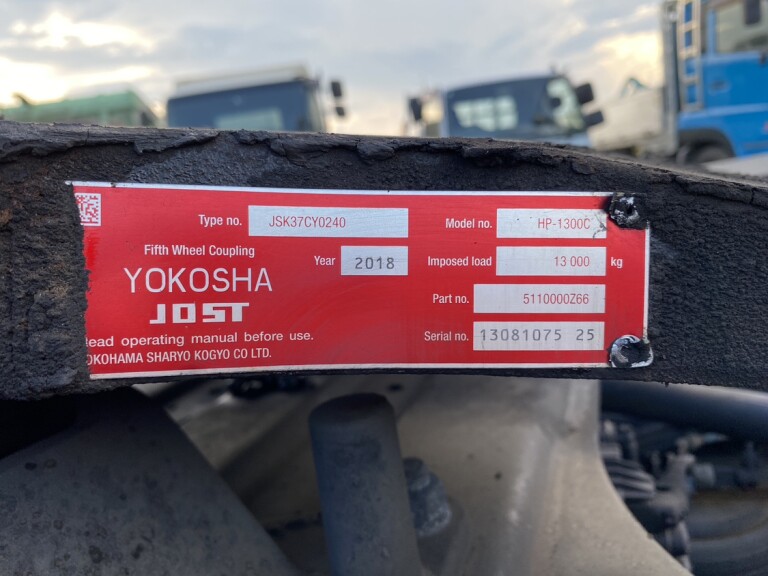 Type no. JSK37CY0240
Model no. HP-1300C
Fifth Wheel Coupling
Year 2018
Imposed load 13 000 kg
YOKOSHA
JOST
Part no. 5110000Z66
ead operating manual before use.
Serial no. 13081075 25
OKOHAMA SHARYO KOGYO CO LTD.